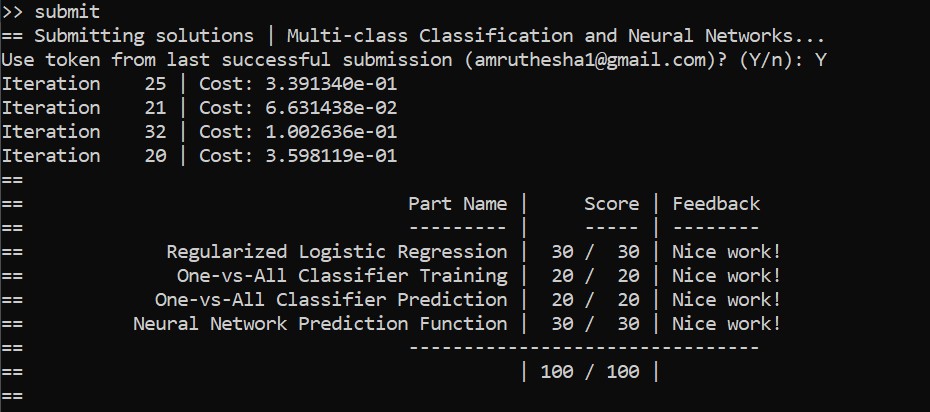 >> submit
== Submitting solutions | Multi-class Classification and Neural Networks...
Use token from last successful submission (amruthesha1@gmail.com)? (Y/n): Y
Iteration    25 | Cost: 3.391340e-01
Iteration    21 | Cost: 6.631438e-02
Iteration    32 | Cost: 1.002636e-01
Iteration    20 | Cost: 3.598119e-01
==
==                                   Part Name |     Score | Feedback
==                                   --------- |     ----- | --------
==             Regularized Logistic Regression |  30 /  30 | Nice work!
==              One-vs-All Classifier Training |  20 /  20 | Nice work!
==            One-vs-All Classifier Prediction |  20 /  20 | Nice work!
==          Neural Network Prediction Function |  30 /  30 | Nice work!
==                                   --------------------------------
==                                             | 100 / 100 |
==